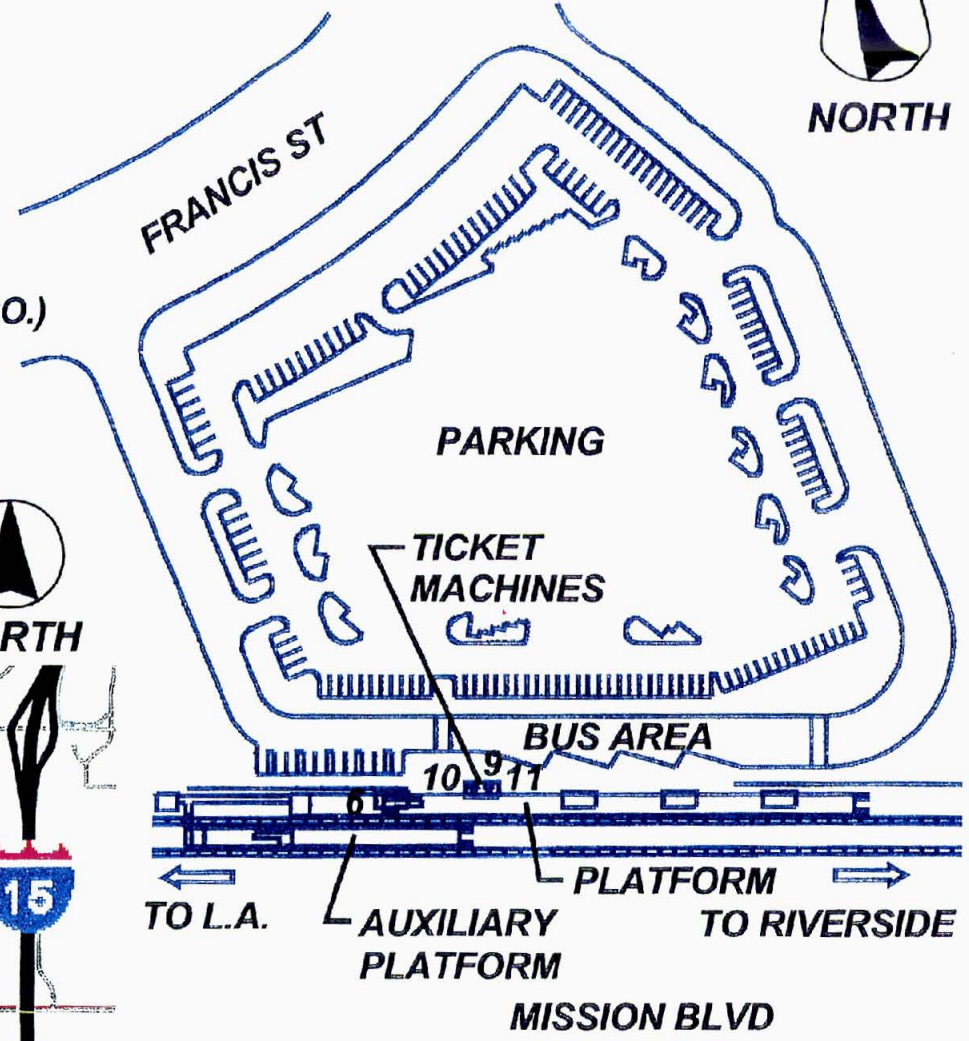 NORTH
FRANCIS ST
O.)
PARKING
TICKET
MACHINES
RTH
BUS AREA
10 9 11
6
15
PLATFORM
TO L.A.
AUXILIARY
PLATFORM
TO RIVERSIDE
MISSION BLVD